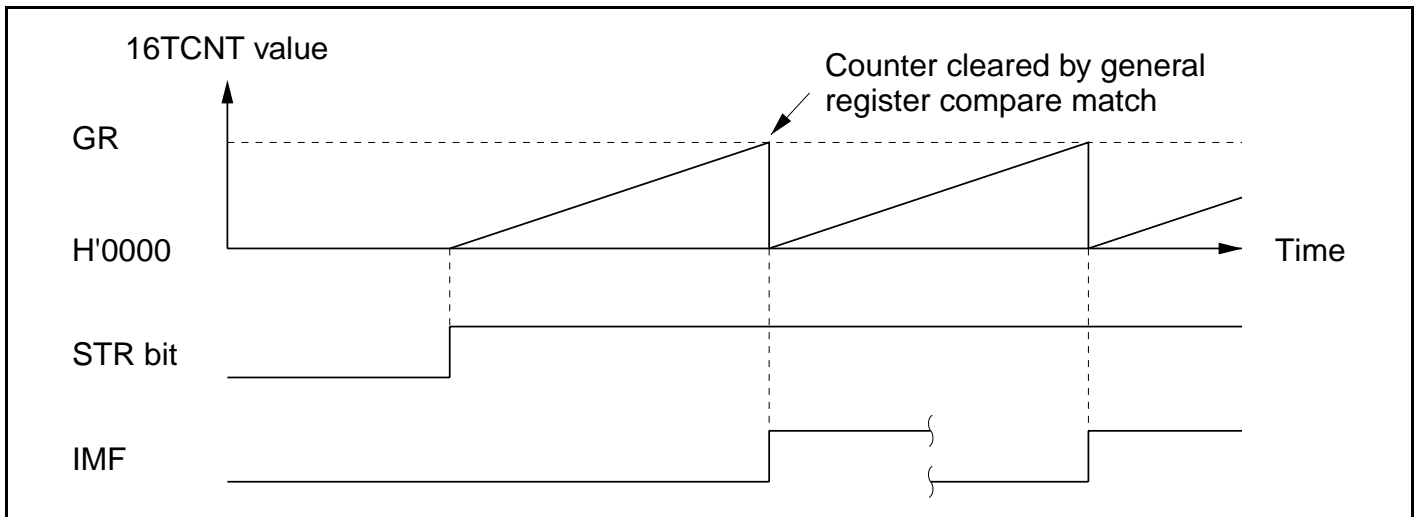 16TCNT value
Counter cleared by general
register compare match
GR
H'0000
Time
STR bit
IMF